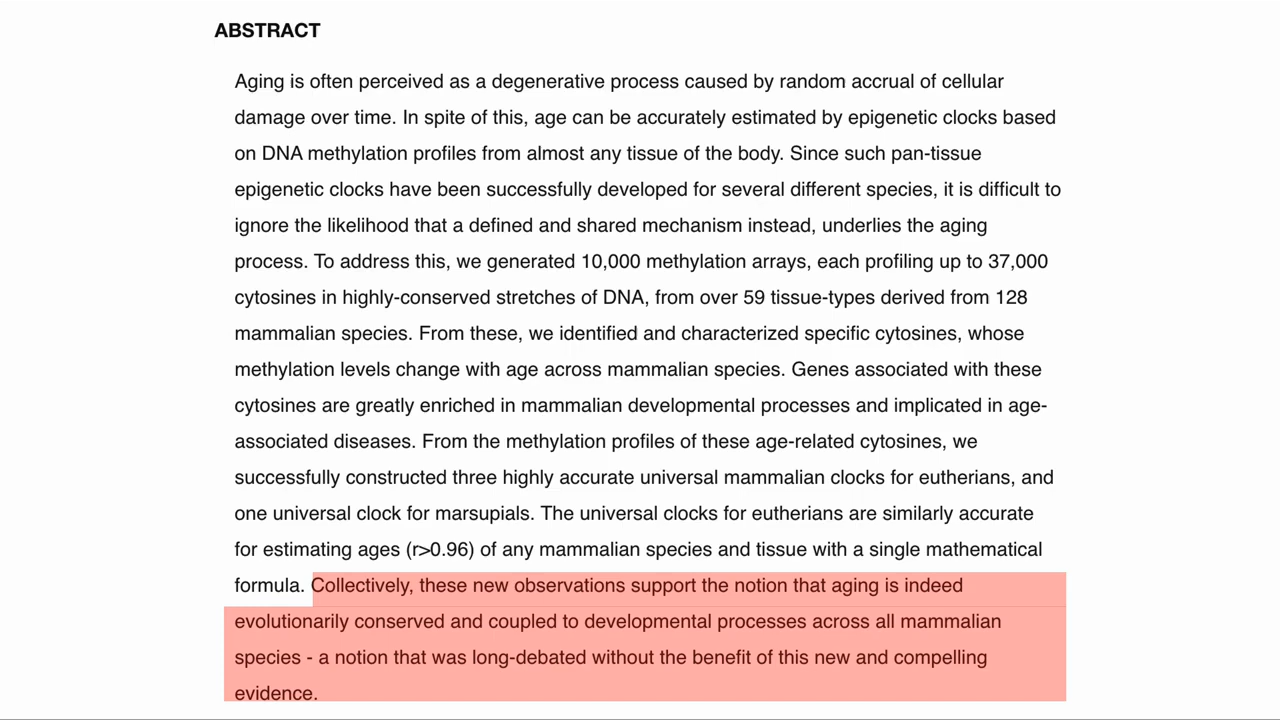 ABSTRACT
Aging is often perceived as a degenerative process caused by random accrual of cellular
damage over time. In spite of this, age can be accurately estimated by epigenetic clocks based
on DNA methylation profiles from almost any tissue of the body. Since such pan-tissue
epigenetic clocks have been successfully developed for several different species, it is difficult to
ignore the likelihood that a defined and shared mechanism instead, underlies the aging
process. To address this, we generated 10,000 methylation arrays, each profiling up to 37,000
cytosines in highly-conserved stretches of DNA, from over 59 tissue-types derived from 128
mammalian species. From these, we identified and characterized specific cytosines, whose
methylation levels change with age across mammalian species. Genes associated with these
cytosines are greatly enriched in mammalian developmental processes and implicated in age-
associated diseases. From the methylation profiles of these age-related cytosines, we
successfully constructed three highly accurate universal mammalian clocks for eutherians, and
one universal clock for marsupials. The universal clocks for eutherians are similarly accurate
for estimating ages (r>0.96) of any mammalian species and tissue with a single mathematical
formula. Collectively, these new observations support the notion that aging is indeed
evolutionarily conserved and coupled to developmental processes across all mammalian
species - a notion that was long-debated without the benefit of this new and compelling
evidence.